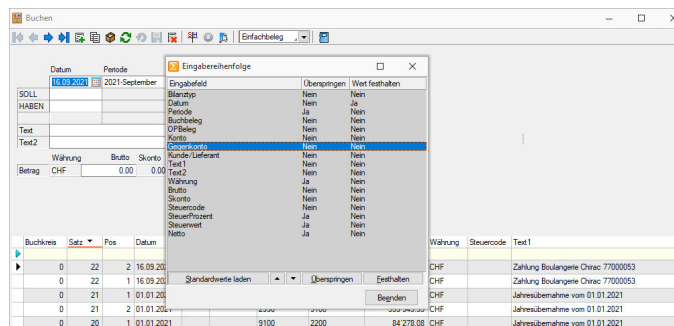 Buchen
Einfachbeleg
Datum Periode
16.09.2021 2021-September
SOLL
HABEN
Text
Text2
Währung Brutto Skonto
Betrag CHF 0.00 0.00
Eingabereihenfolge
Eingabefeld Überspringen Wert festhalten
Bilanztyp Nein Nein
Datum Nein Ja
Periode Ja Nein
Buchbeleg Nein Nein
OPBeleg Nein Nein
Konto Nein Nein
Gegenkonto Nein Nein
Kunde/Lieferant Nein Nein
Text1 Nein Nein
Text2 Nein Nein
Währung Ja Nein
Brutto Nein Nein
Skonto Nein Nein
Steuercode Nein Nein
SteuerProzent Ja Nein
Steuerwert Ja Nein
Netto Ja Nein
Standardwerte laden Überspringen Festhalten
Beenden
Buchkreis Satz Pos Datum Währung Steuercode Text1
0 22 2 16.09.202 CHF Zahlung Boulangerie Chirac 77000053
0 22 1 16.09.202 CHF Zahlung Boulangerie Chirac 77000053
0 21 1 01.01.202 CHF Jahresübernahme vom 01.01.2021
0 21 2 01.01.2021 CHF Jahresübernahme vom 01.01.2021
0 20 1 01.01.2021 9100 2200 84'278.08 CHF Jahresübernahme vom 01.01.2021